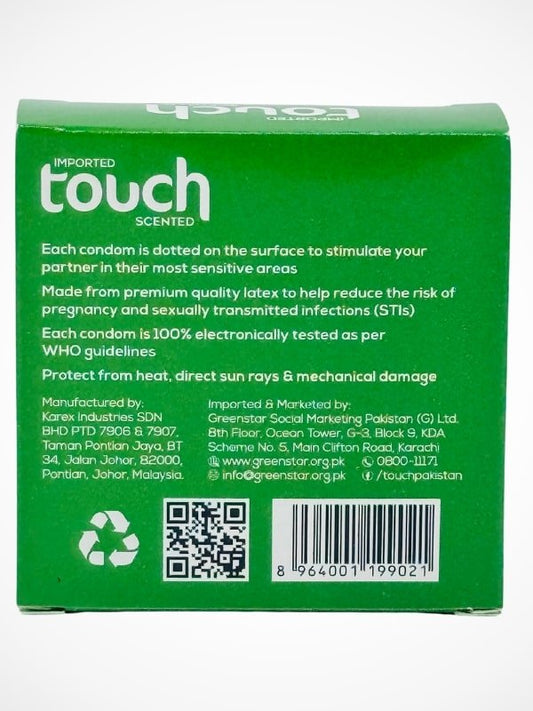 IMPORTED
touch
IMPORTED
touch
SCENTED
Each condom is dotted on the surface to stimulate your
partner in their most sensitive areas
Made from premium quality latex to help reduce the risk of
pregnancy and sexually transmitted infections (STIs)
Each condom is 100% electronically tested as per
WHO guidelines
Protect from heat, direct sun rays & mechanical damage
Manufactured by:
Karex Industries SDN
BHD PTD 7906 & 7907,
Taman Pontian Jaya, BT
34, Jalan Johor, 82000,
Pontian, Johor, Malaysia.
Imported & Marketed by:
Greenstar Social Marketing Pakistan (G) Ltd.
8th Floor, Ocean Tower, G-3, Block 9, KDA
Scheme No. 5, Main Clifton Road, Karachi
www.greenstar.org.pk 0800-11171
info@greenstar.org.pk /touchpakistan
8 964001 199021